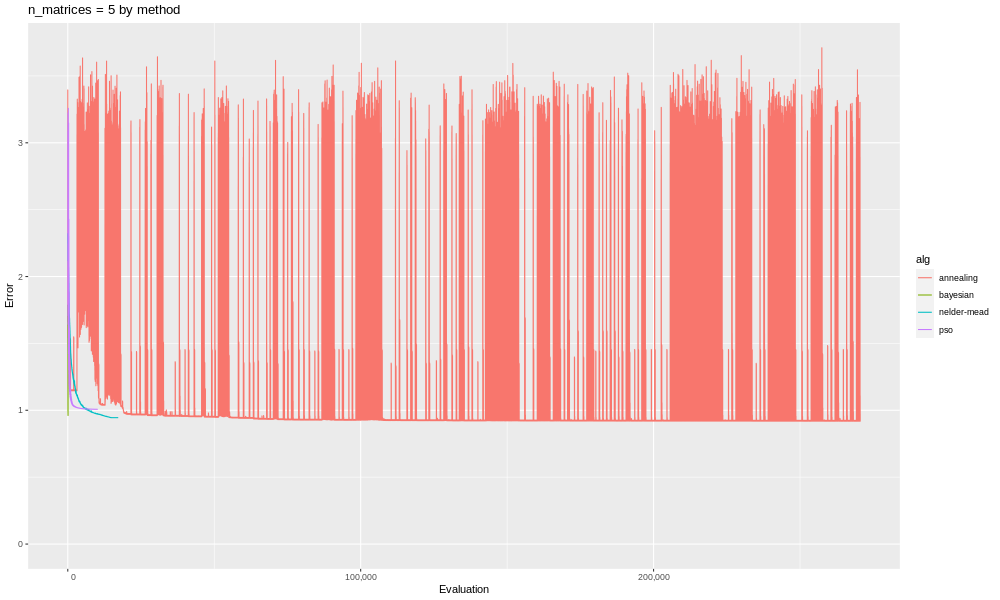 n_matrices = 5 by method
3
2
1
0
Error
0
100,000
200,000
Evaluation
alg
annealing
bayesian
nelder-mead
pso